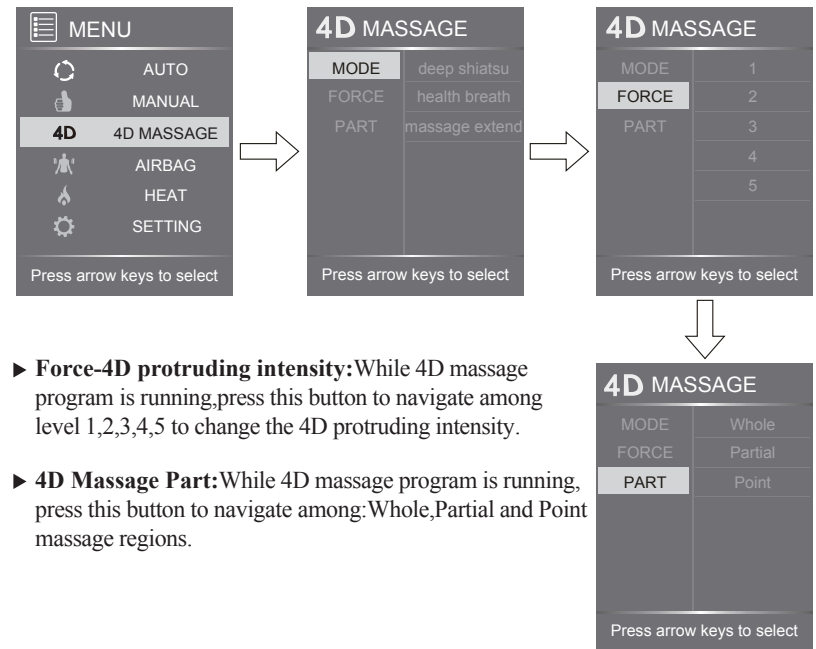 MENU
AUTO
MANUAL
4D 4D MASSAGE
AIRBAG
HEAT
SETTING
Press arrow keys to select
4D MASSAGE
MODE deep shiatsu
FORCE health breath
PART massage extend
Press arrow keys to select
4D MASSAGE
MODE 1
FORCE 2
PART 3
4
5
Press arrow keys to select
▶ Force-4D protruding intensity:While 4D massage
program is running,press this button to navigate among
level 1,2,3,4,5 to change the 4D protruding intensity.
▶ 4D Massage Part:While 4D massage program is running,
press this button to navigate among:Whole,Partial and Point
massage regions.
4D MASSAGE
MODE Whole
FORCE Partial
PART Point
Press arrow keys to select